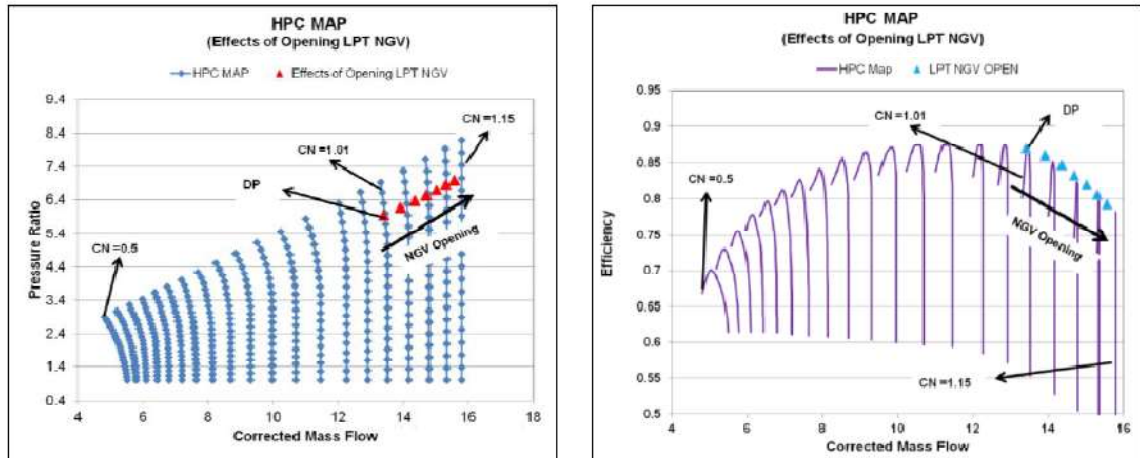 HPC MAP
(Effects of Opening LPT NGV)
HPC MAP
Effects of Opening LPT NGV
9.4
8.4
7.4
6.4
5.4
4.4
3.4
2.4
1.4
0.4
Pressure Ratio
CN =1.15
CN =1.01
DP
CN =0.5
NGV Opening
4 6 8 10 12 14 16 18
Corrected Mass Flow
HPC MAP
(Effects of Opening LPT NGV)
HPC Map
LPT NGV OPEN
0.95
0.9
0.85
0.8
0.75
0.7
0.65
0.6
0.55
0.5
Efficiency
CN =1.01
DP
CN =0.5
NGV Opening
CN =1.15
4 6 8 10 12 14 16
Corrected Mass Flow